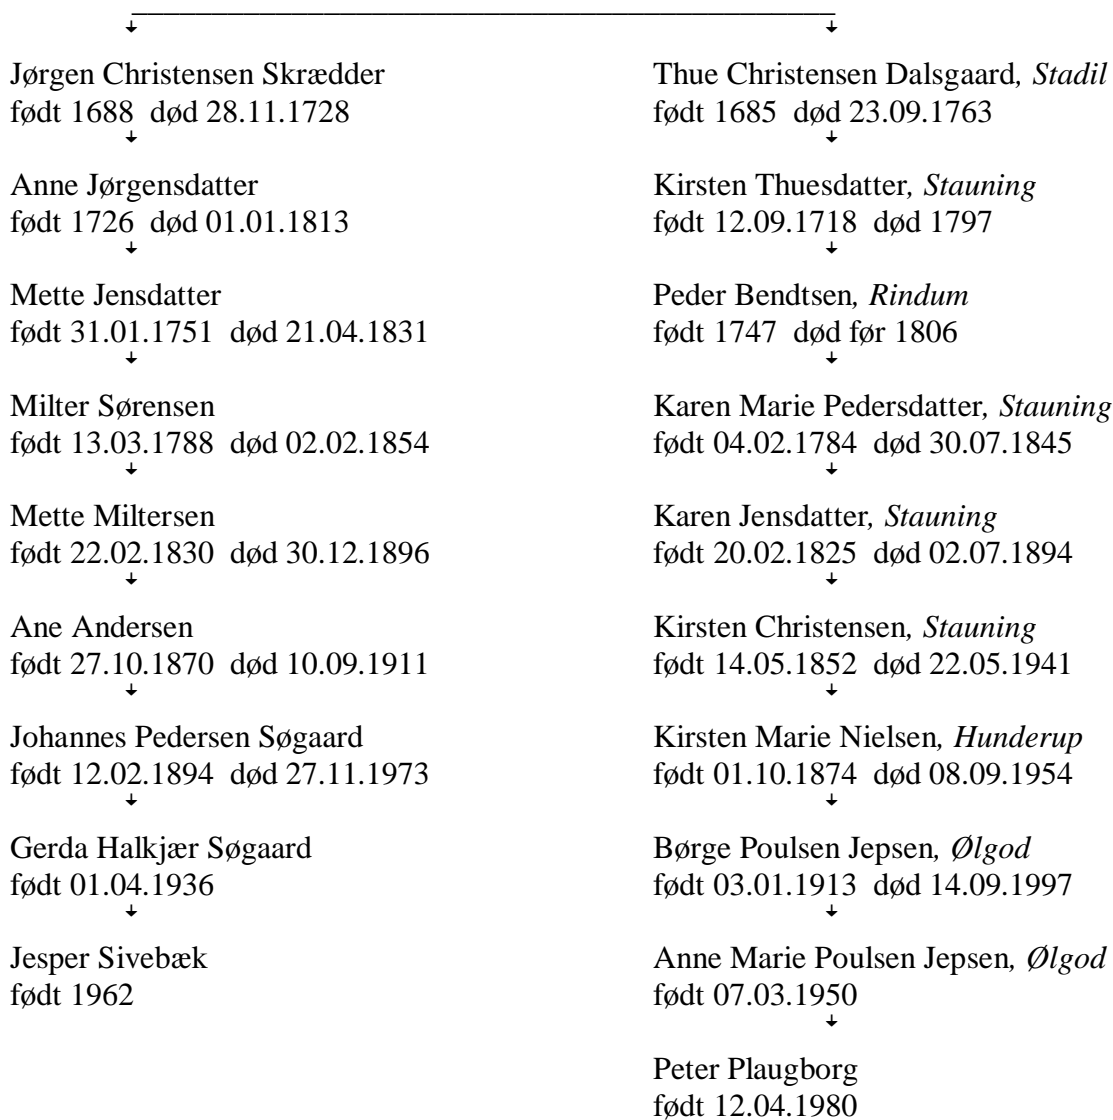 Jørgen Christensen Skrædder
født 1688 død 28.11.1728
Anne Jørgensdatter
født 1726 død 01.01.1813
Mette Jensdatter
født 31.01.1751 død 21.04.1831
Milter Sørensen
født 13.03.1788 død 02.02.1854
Mette Miltersen
født 22.02.1830 død 30.12.1896
Ane Andersen
født 27.10.1870 død 10.09.1911
Johannes Pedersen Søgaard
født 12.02.1894 død 27.11.1973
Gerda Halkjær Søgaard
født 01.04.1936
Jesper Sivebæk
født 1962
Thue Christensen Dalsgaard, Stadil
født 1685 død 23.09.1763
Kirsten Thuesdatter, Stauning
født 12.09.1718 død 1797
Peder Bendtsen, Rindum
født 1747 død før 1806
Karen Marie Pedersdatter, Stauning
født 04.02.1784 død 30.07.1845
Karen Jensdatter, Stauning
født 20.02.1825 død 02.07.1894
Kirsten Christensen, Stauning
født 14.05.1852 død 22.05.1941
Kirsten Marie Nielsen, Hunderup
født 01.10.1874 død 08.09.1954
Børge Poulsen Jepsen, Ølgod
født 03.01.1913 død 14.09.1997
Anne Marie Poulsen Jepsen, Ølgod
født 07.03.1950
Peter Plaugborg
født 12.04.1980